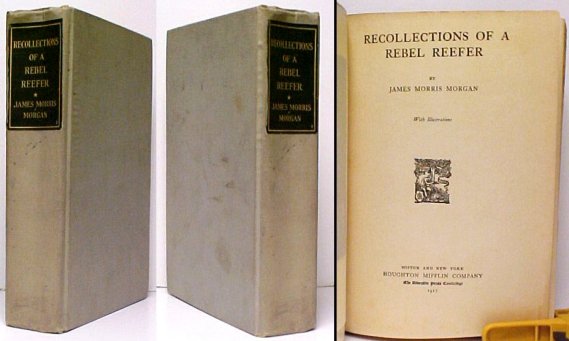 RECOLLECTIONS
OF A
REBEL
REEFER
★
JAMES MORRIS
MORGAN
RECOLLECTIONS
OF A
REBEL
REEFER
★
JAMES MORRIS
MORGAN
RECOLLECTIONS OF A
REBEL REEFER
BY
JAMES MORRIS MORGAN
With Illustrations
BOSTON AND NEW YORK
HOUGHTON MIFFLIN COMPANY
The Riverside Press Cambridge
1917